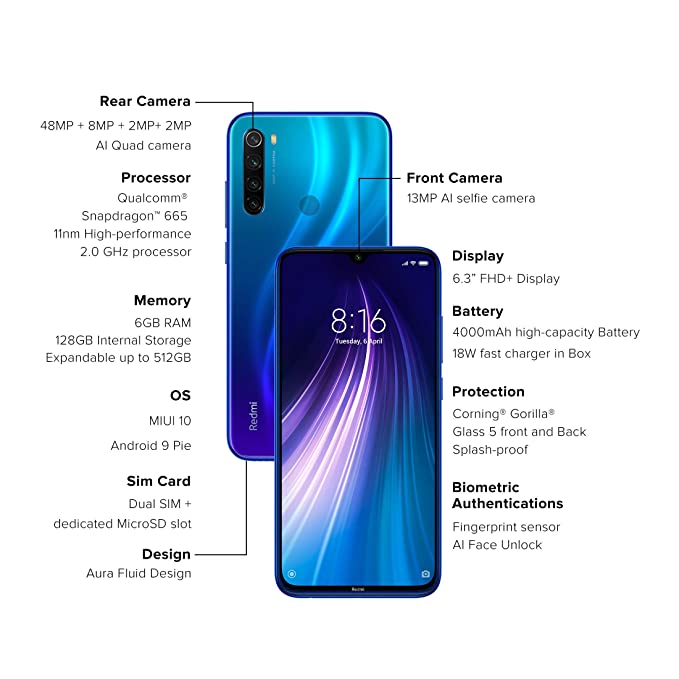 Rear Camera
48MP + 8MP + 2MP+ 2MP
AI Quad camera
Processor
Qualcomm®
Snapdragon™ 665
11nm High-performance
2.0 GHz processor
Memory
6GB RAM
128GB Internal Storage
Expandable up to 512GB
OS
MIUI 10
Android 9 Pie
Sim Card
Dual SIM +
dedicated MicroSD slot
Design
Aura Fluid Design
Redmi
8:16
Tuesday, 6 April
Redmi
Front Camera
13MP AI selfie camera
Display
6.3” FHD+ Display
Battery
4000mAh high-capacity Battery
18W fast charger in Box
Protection
Corning® Gorilla®
Glass 5 front and Back
Splash-proof
Biometric
Authentications
Fingerprint sensor
AI Face Unlock